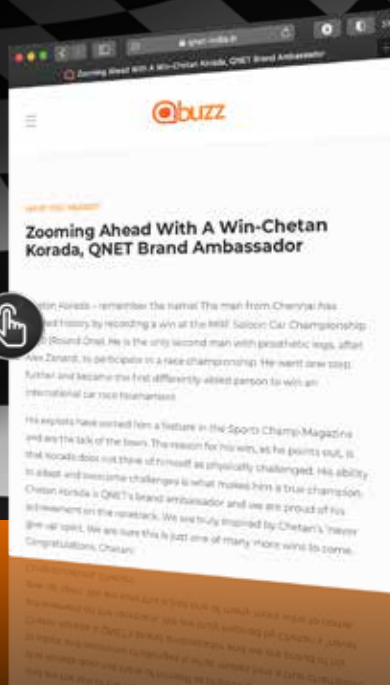 qnet-india.in
Zooming Ahead With A Win-Chetan Korada, QNET Brand Ambassador
@buzz
HAVE YOU HEARD?
Zooming Ahead With A Win-Chetan
Korada, QNET Brand Ambassador
Korada – remember the name! The man from Chennai has
history by recording a win at the MRF Saloon Car Championship
(Round One). He is the only second man with prosthetic legs, after
Alex Zanardi, to participate in a race championship. He went one step
further and became the first differently abled person to win an
international car race tournament.
His exploits have earned him a feature in the Sports Champ Magazine
and are the talk of the town. The reason for his win, as he points out, is
that Korada does not think of himself as physically challenged. His ability
to adapt and overcome challenges is what makes him a true champion.
Chetan Korada is QNET's brand ambassador and we are proud of his
achievement on the racetrack. We are truly inspired by Chetan's 'never
give up' spirit. We are sure this is just one of many more wins to come.
Congratulations, Chetan!